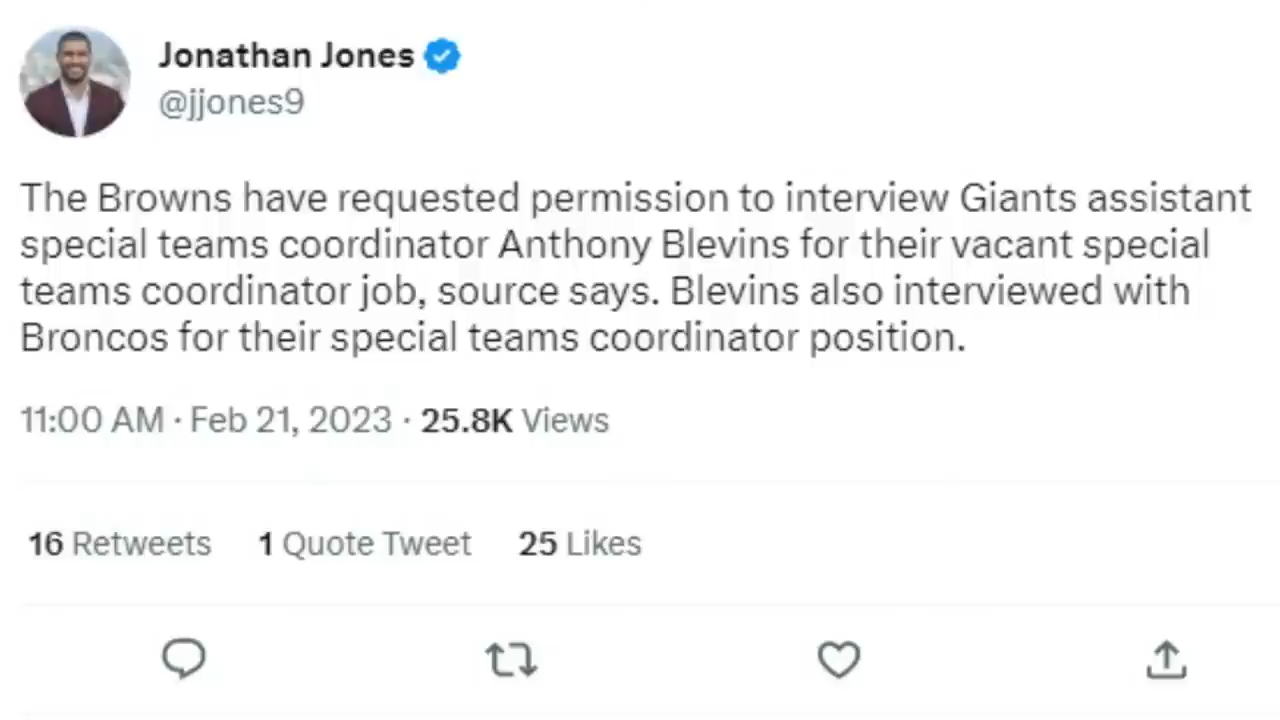 Jonathan Jones
@jjones9
The Browns have requested permission to interview Giants assistant
special teams coordinator Anthony Blevins for their vacant special
teams coordinator job, source says. Blevins also interviewed with
Broncos for their special teams coordinator position.
11:00 AM · Feb 21, 2023 · 25.8K Views
16 Retweets 1 Quote Tweet 25 Likes